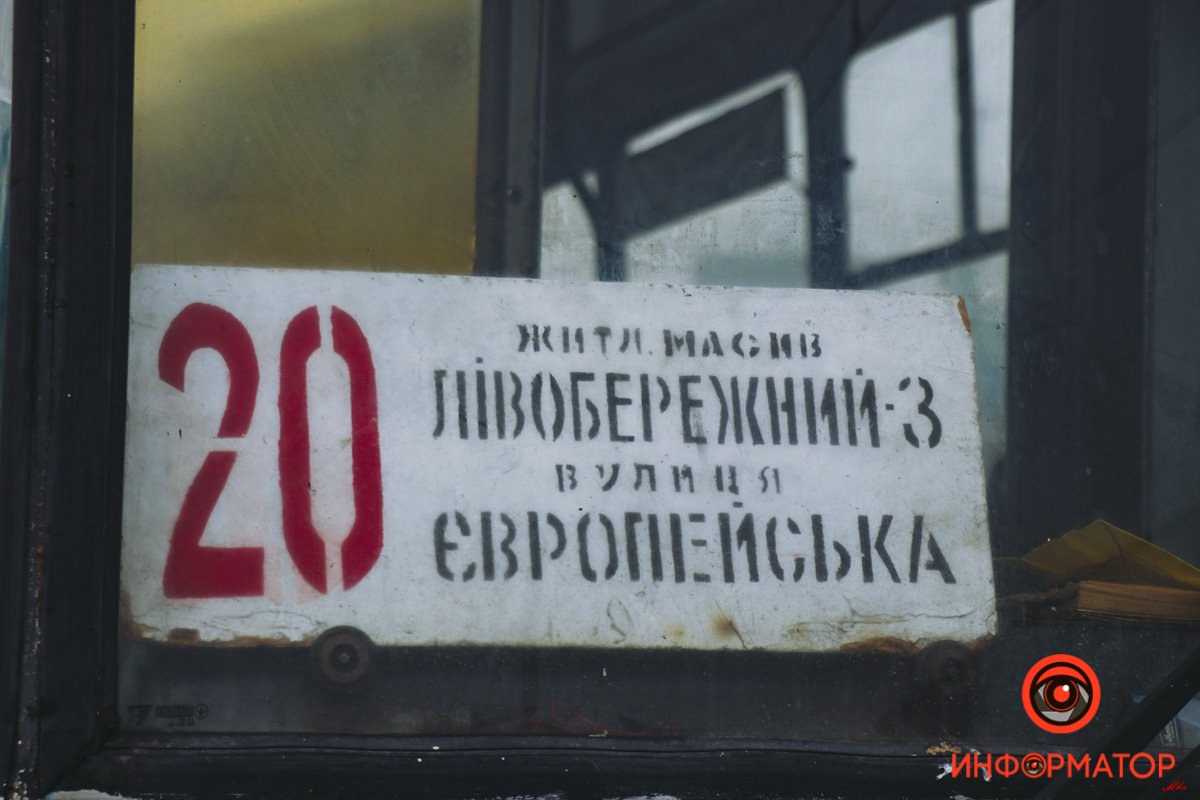 20
ЖИТЛ. МАСИВ
ЛІВОБЕРЕЖНИЙ-3
ВУЛИЦЯ
ЄВРОПЕЙСЬКА
ИНФОРМАТОР